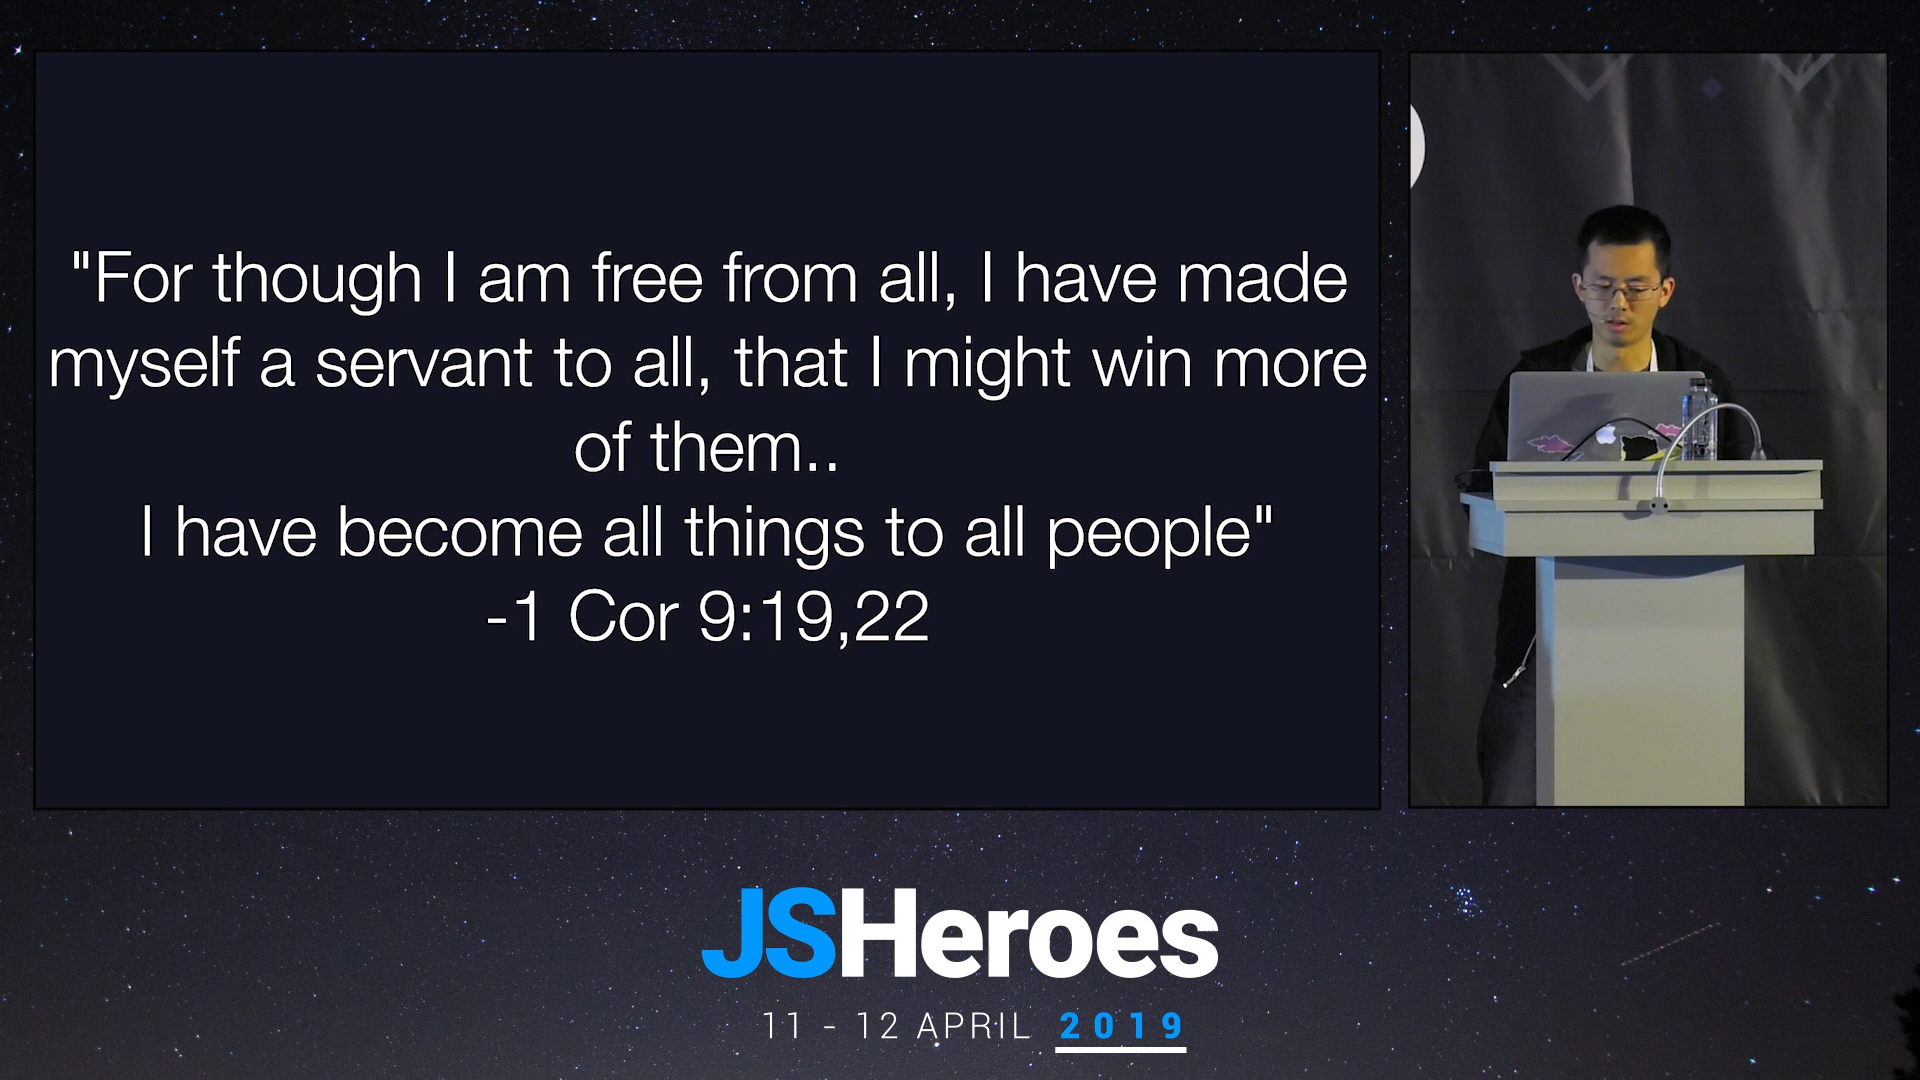 "For though I am free from all, I have made
myself a servant to all, that I might win more
of them..
I have become all things to all people"
-1 Cor 9:19,22
JSHeroes
11 - 12 APRIL 2019